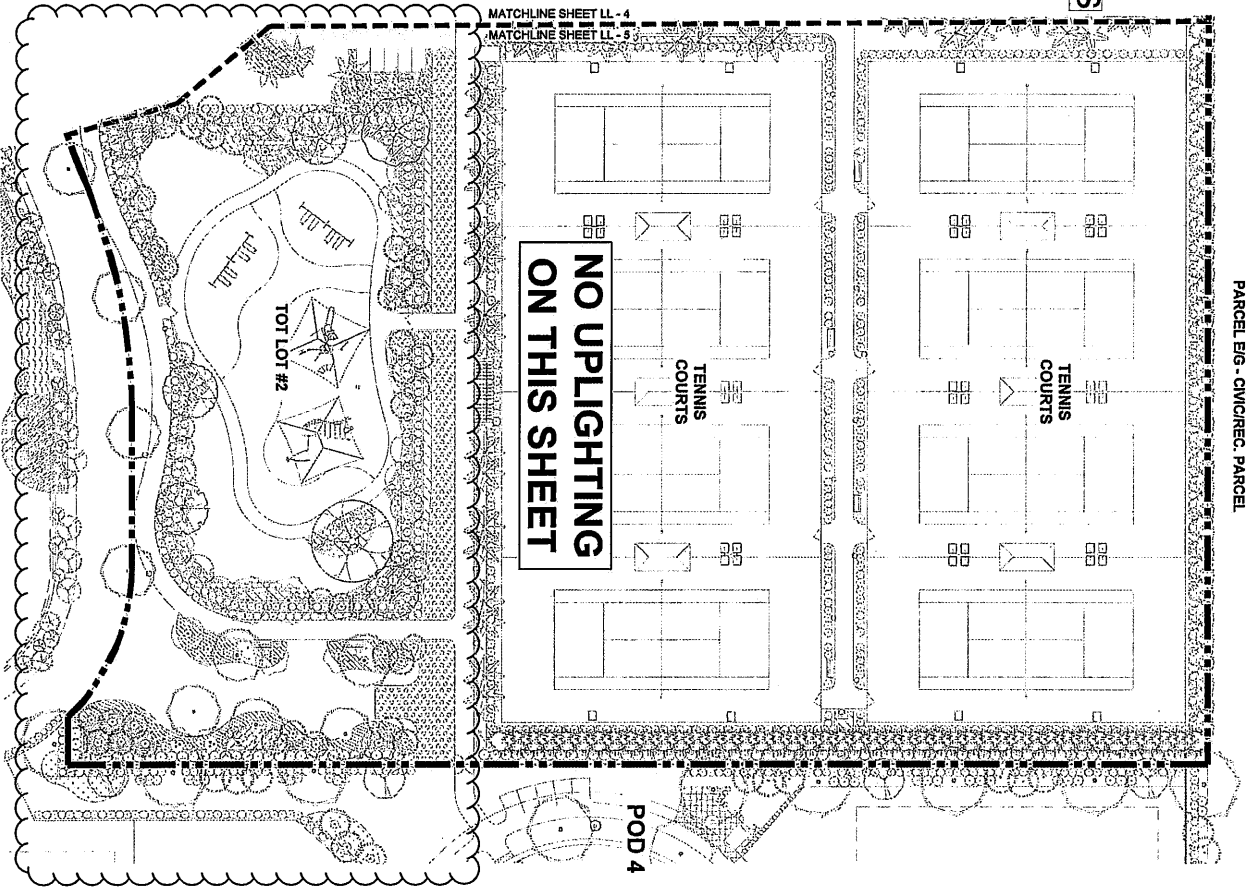 MATCHLINE SHEET LL - 4
MATCHLINE SHEET LL - 5
PARCEL E/G - CIVIC/REC. PARCEL
TENNIS
COURTS
TENNIS
COURTS
NO UPLIGHTING
ON THIS SHEET
TOT LOT #2
POD 4